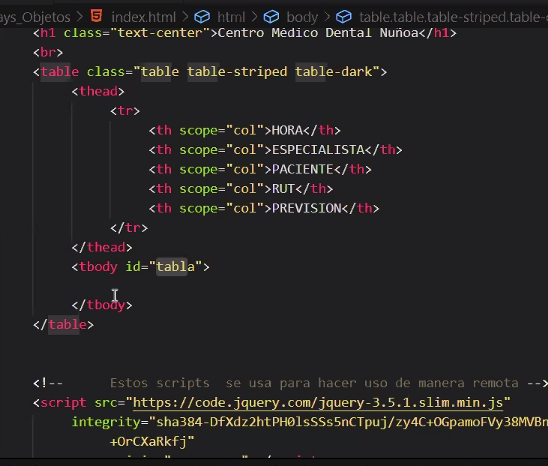 ays_Objetos > index.html > html > body > table.table.table-striped.table-
<h1 class="text-center">Centro Médico Dental Nuñoa</h1>
<br>
<table class="table table-striped table-dark">
<thead>
<tr>
<th scope="col">HORA</th>
<th scope="col">ESPECIALISTA</th>
<th scope="col">PACIENTE</th>
<th scope="col">RUT</th>
<th scope="col">PREVISION</th>
</tr>
</thead>
<tbody id="tabla">
</tbody>
</table>
<!-- Estos scripts se usa para hacer uso de manera remota -->
<script src="https://code.jquery.com/jquery-3.5.1.slim.min.js"
integrity="sha384-DfXdz2htPH0lsSSs5nCTpuj/zy4C+OGpamoFVy38MVBn
+OrCXaRkfj"